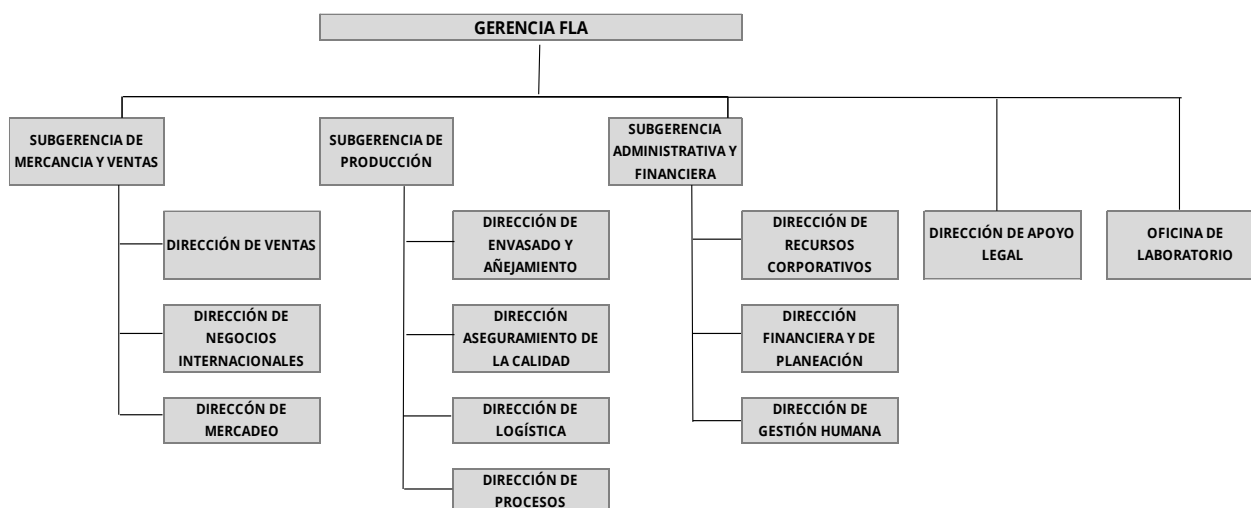 GERENCIA FLA
SUBGERENCIA DE
MERCANCIA Y VENTAS
SUBGERENCIA DE
PRODUCCIÓN
SUBGERENCIA
ADMINISTRATIVA Y
FINANCIERA
DIRECCIÓN DE VENTAS
DIRECCIÓN DE
ENVASADO Y
AÑEJAMIENTO
DIRECCIÓN DE
RECURSOS
CORPORATIVOS
DIRECCIÓN DE APOYO
LEGAL
OFICINA DE
LABORATORIO
DIRECCIÓN DE
NEGOCIOS
INTERNACIONALES
DIRECCIÓN
ASEGURAMIENTO DE
LA CALIDAD
DIRECCIÓN
FINANCIERA Y DE
PLANEACIÓN
DIRECCÓN DE
MERCADEO
DIRECCIÓN DE
LOGÍSTICA
DIRECCIÓN DE
GESTIÓN HUMANA
DIRECCIÓN DE
PROCESOS